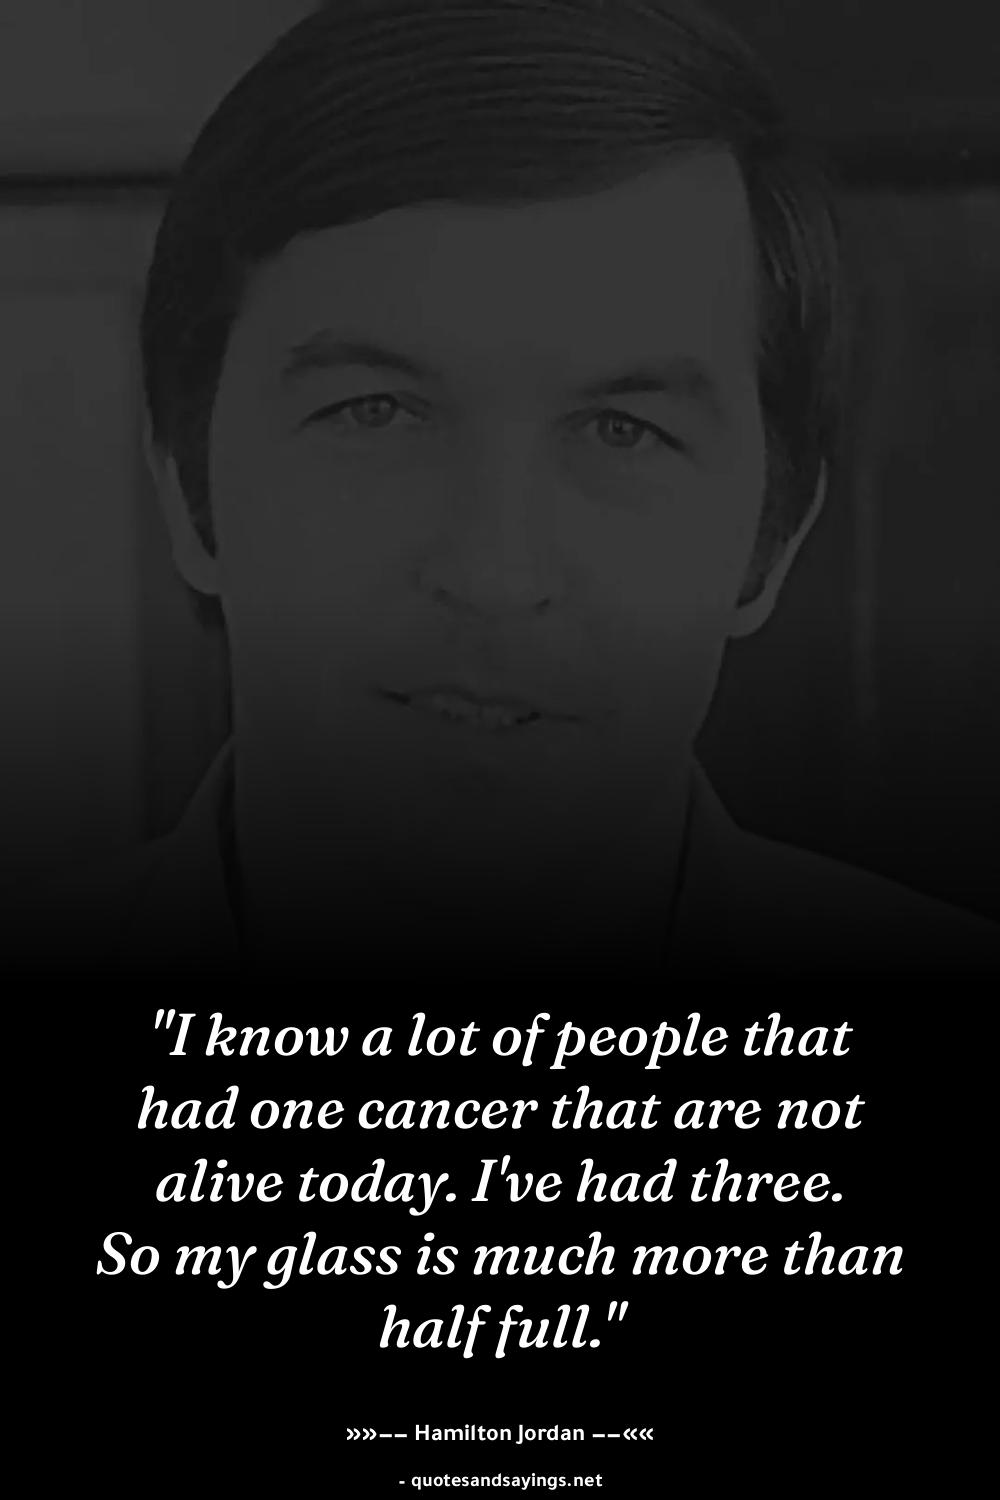 "I know a lot of people that
had one cancer that are not
alive today. I've had three.
So my glass is much more than
half full."
»»−− Hamilton Jordan −−««
- quotesandsayings.net